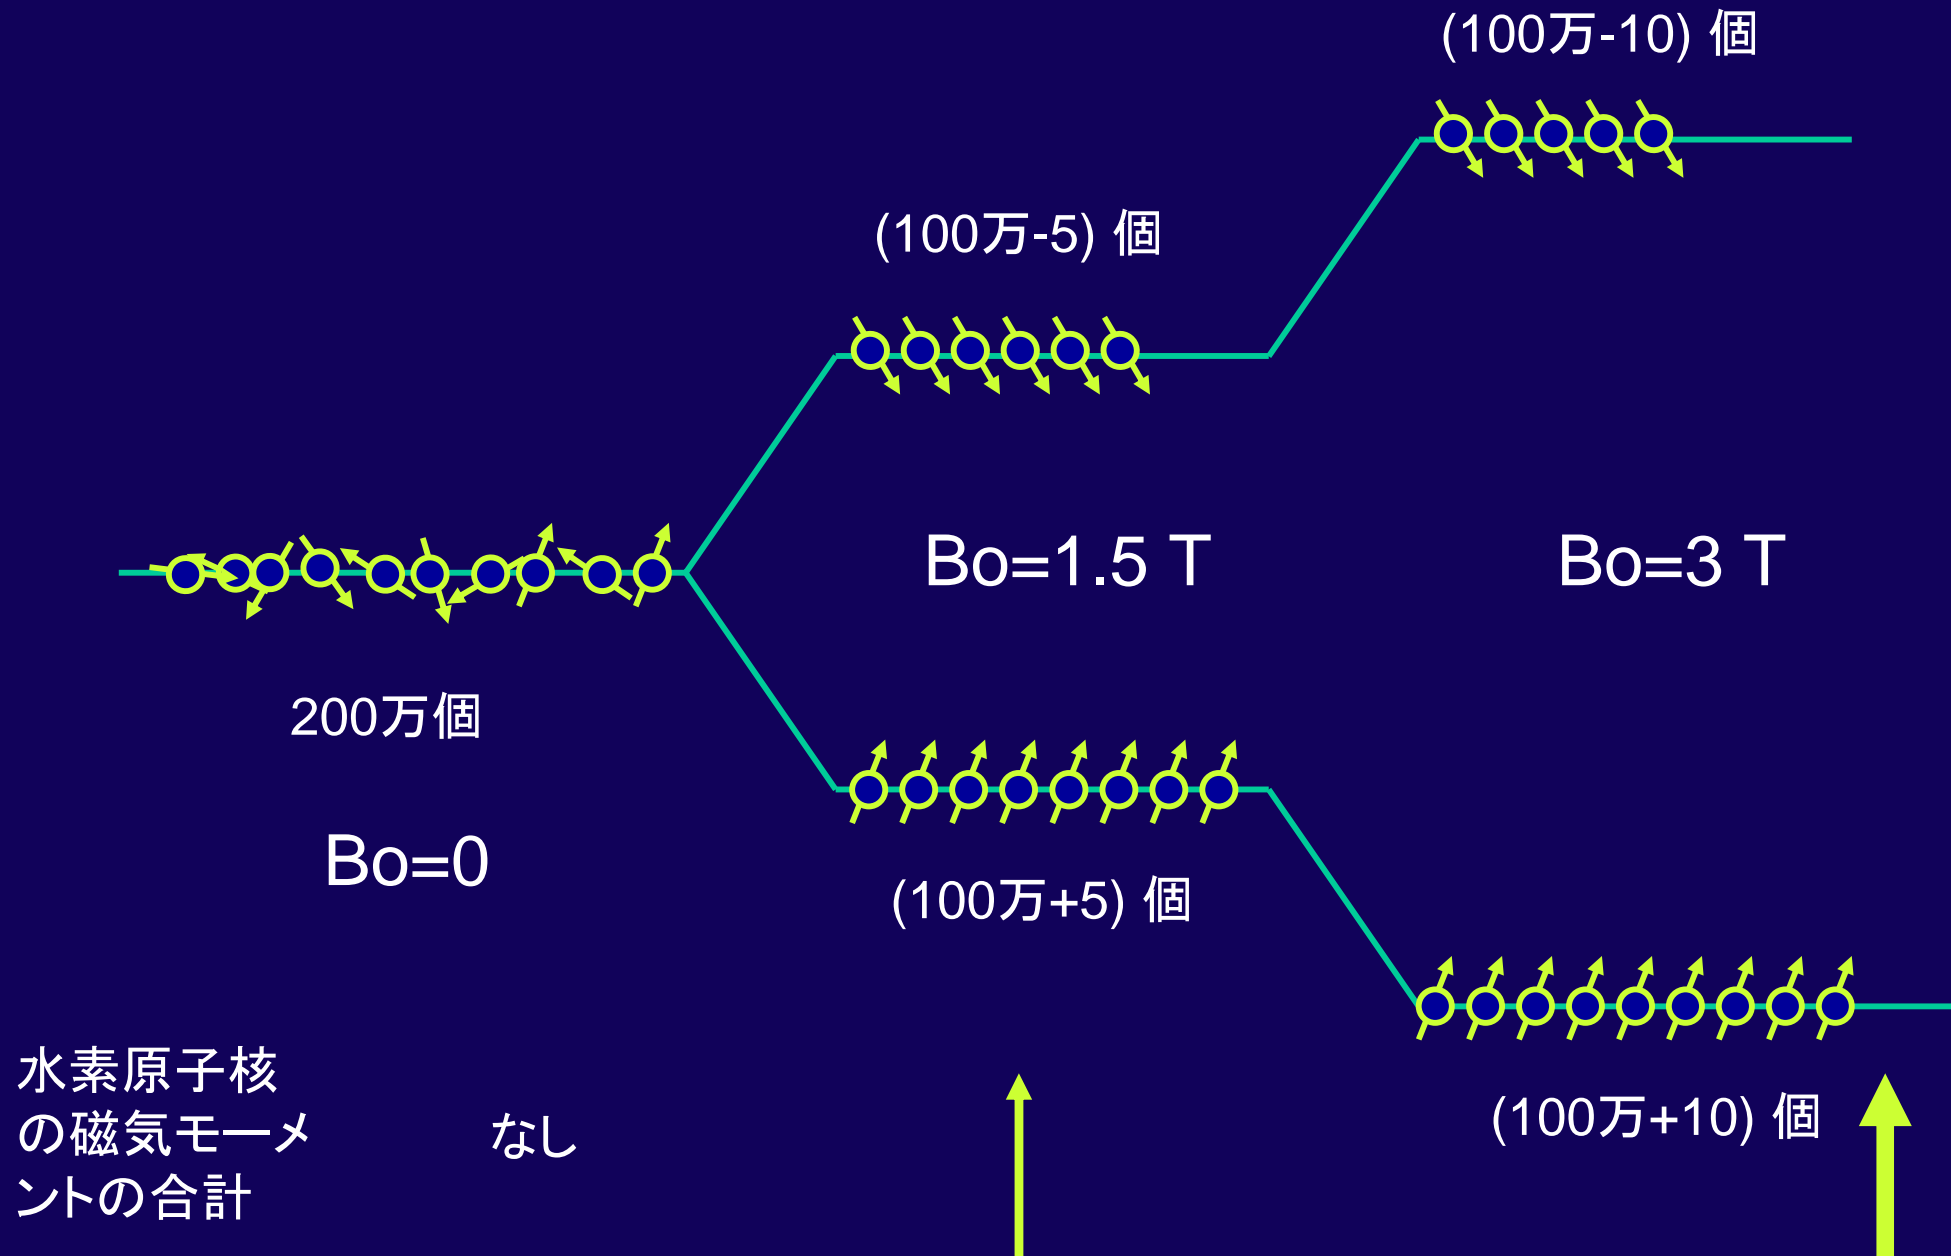 (100万-10) 個
(100万-5) 個
Bo=1.5 T
Bo=3 T
200万個
Bo=0
(100万+5) 個
(100万+10) 個
水素原子核
の磁気モーメ
ントの合計
なし